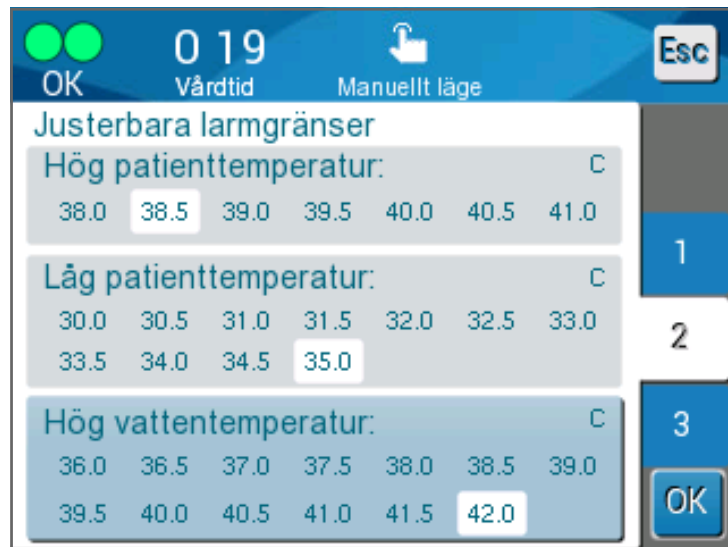 OK
0 19
Vårdtid
Manuellt läge
Esc
Justerbara larmgränser
Hög patienttemperatur: C
38.0 38.5 39.0 39.5 40.0 40.5 41.0
Låg patienttemperatur: C
30.0 30.5 31.0 31.5 32.0 32.5 33.0
33.5 34.0 34.5 35.0
Hög vattentemperatur: C
36.0 36.5 37.0 37.5 38.0 38.5 39.0
39.5 40.0 40.5 41.0 41.5 42.0
1
2
3
OK